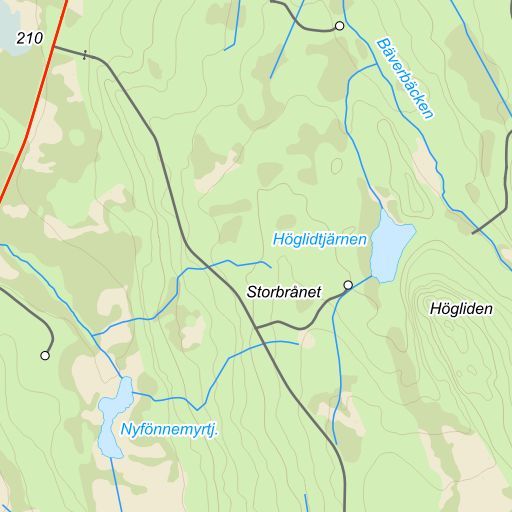 210
Bäverbäcken
Höglidtjärnen
Storbrånet
Högliden
Nyfönnemyrtj.